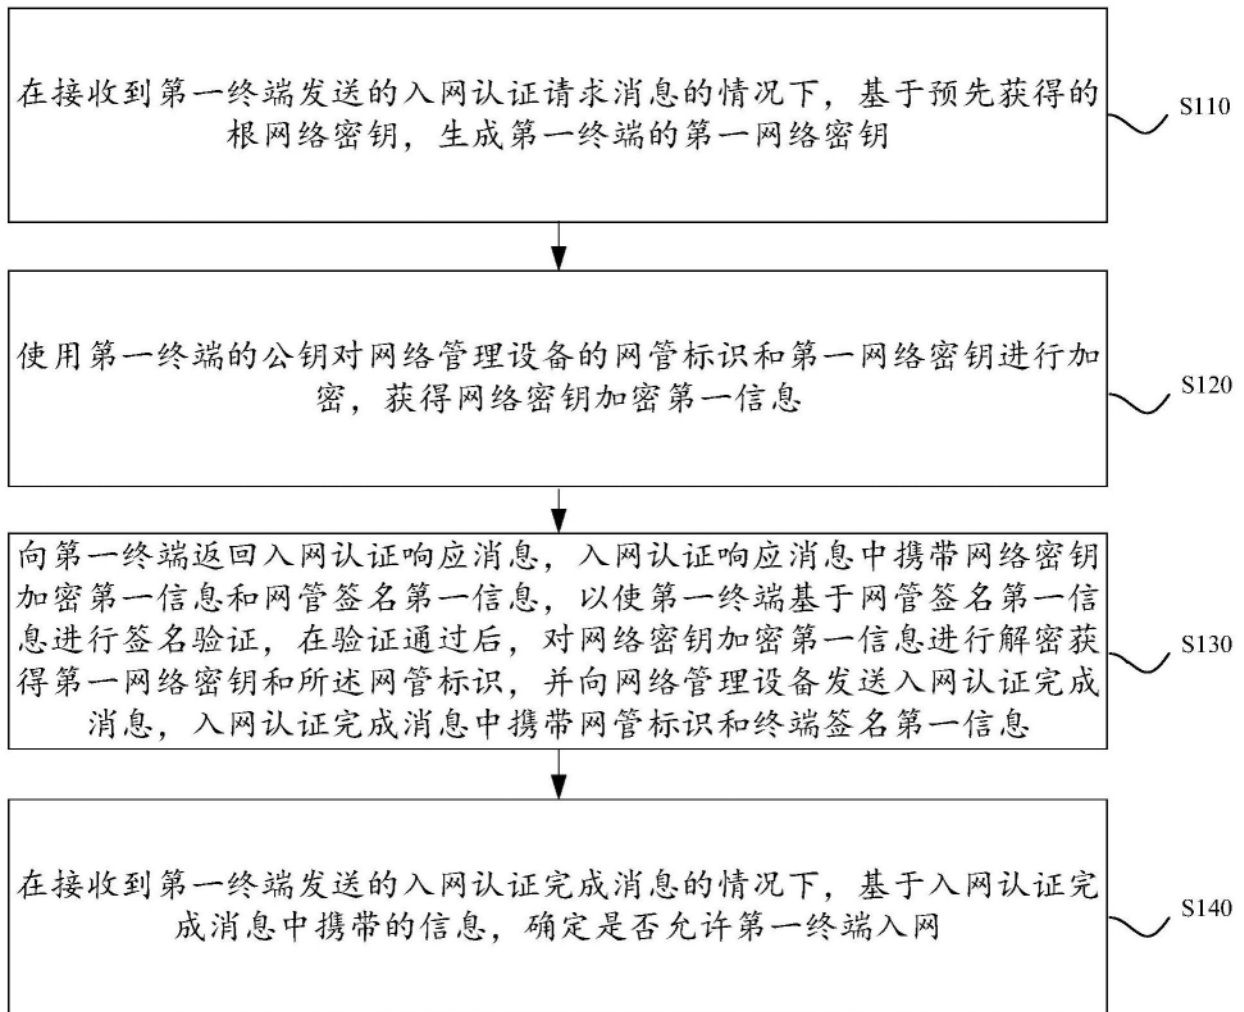 在接收到第一终端发送的入网认证请求消息的情况下，基于预先获得的
根网络密钥，生成第一终端的第一网络密钥
S110
使用第一终端的公钥对网络管理设备的网管标识和第一网络密钥进行加
密，获得网络密钥加密第一信息
S120
向第一终端返回入网认证响应消息，入网认证响应消息中携带网络密钥
加密第一信息和网管签名第一信息，以使第一终端基于网管签名第一信
息进行签名验证，在验证通过后，对网络密钥加密第一信息进行解密获
得第一网络密钥和所述网管标识，并向网络管理设备发送入网认证完成
消息，入网认证完成消息中携带网管标识和终端签名第一信息
S130
在接收到第一终端发送的入网认证完成消息的情况下，基于入网认证完
成消息中携带的信息，确定是否允许第一终端入网
S140